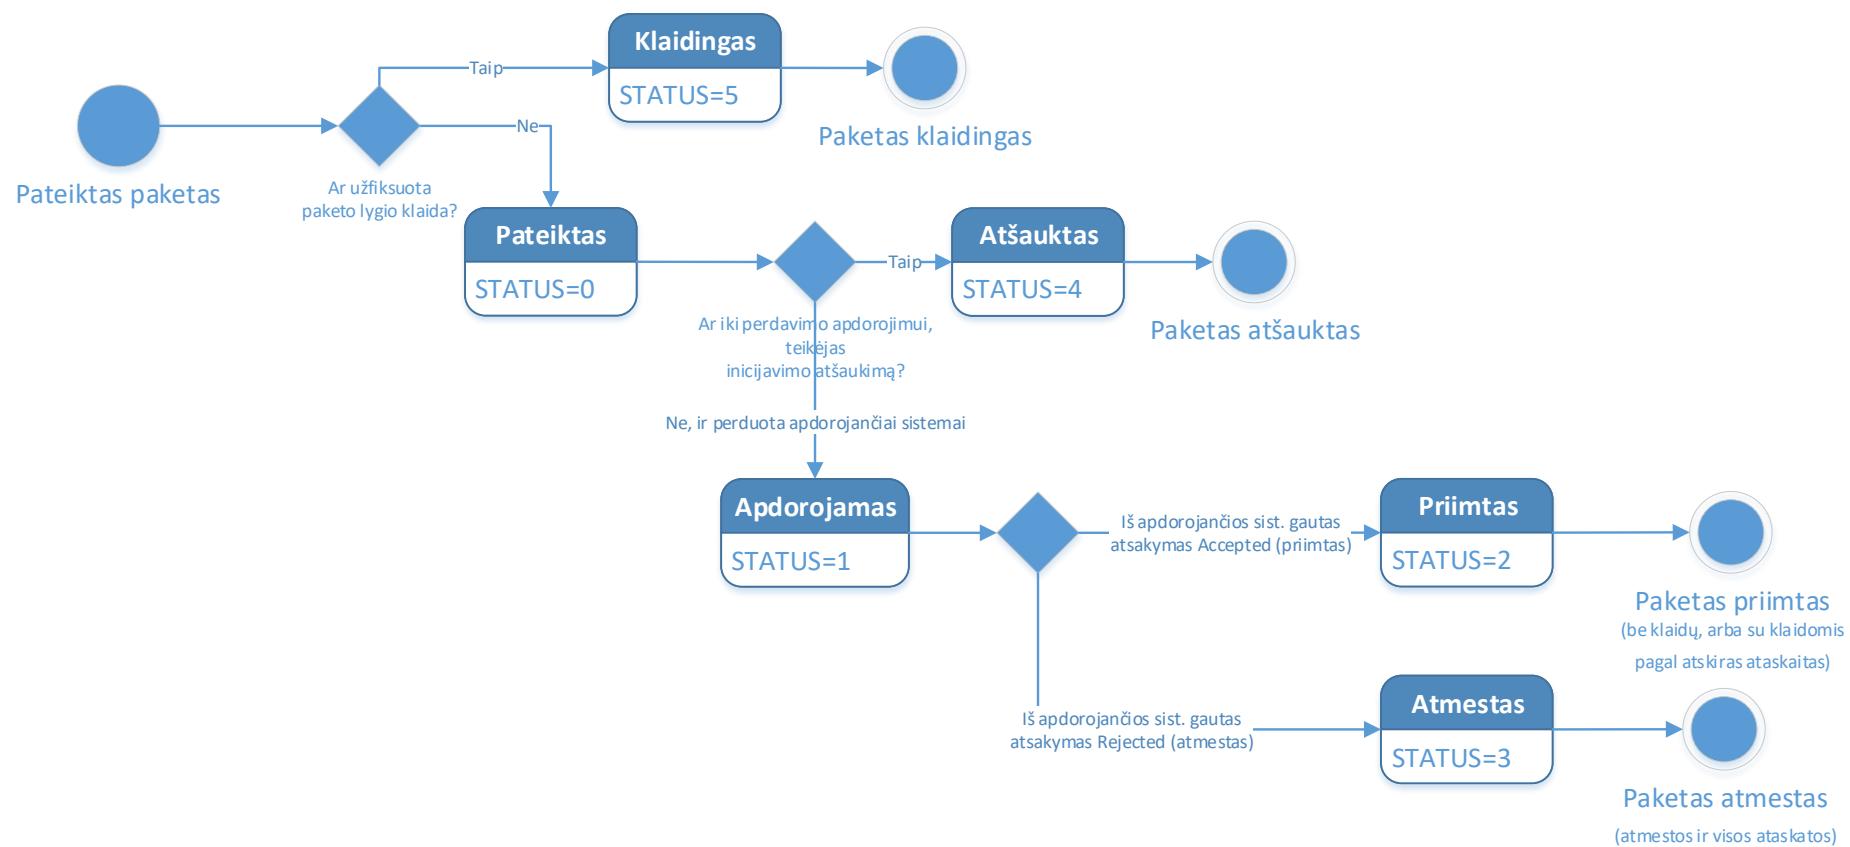 Klaidingas
STATUS=5
Taip
Paketas klaidingas
Ne
Pateiktas paketas
Ar užfiksuota
paketo lygio klaida?
Pateiktas
STATUS=0
Taip
Atšauktas
STATUS=4
Paketas atšauktas
Ar iki perdavimo apdorojimui,
teikėjas
inicijavimo atšaukimą?
Ne, ir perduota apdorojančiai sistemai
Apdorojamas
STATUS=1
Iš apdorojančios sist. gautas
atsakymas Accepted (priimtas)
Priimtas
STATUS=2
Paketas priimtas
(be klaidų, arba su klaidomis
pagal atskiras ataskaitas)
Iš apdorojančios sist. gautas
atsakymas Rejected (atmestas)
Atmestas
STATUS=3
Paketas atmestas
(atmestos ir visos ataskatos)